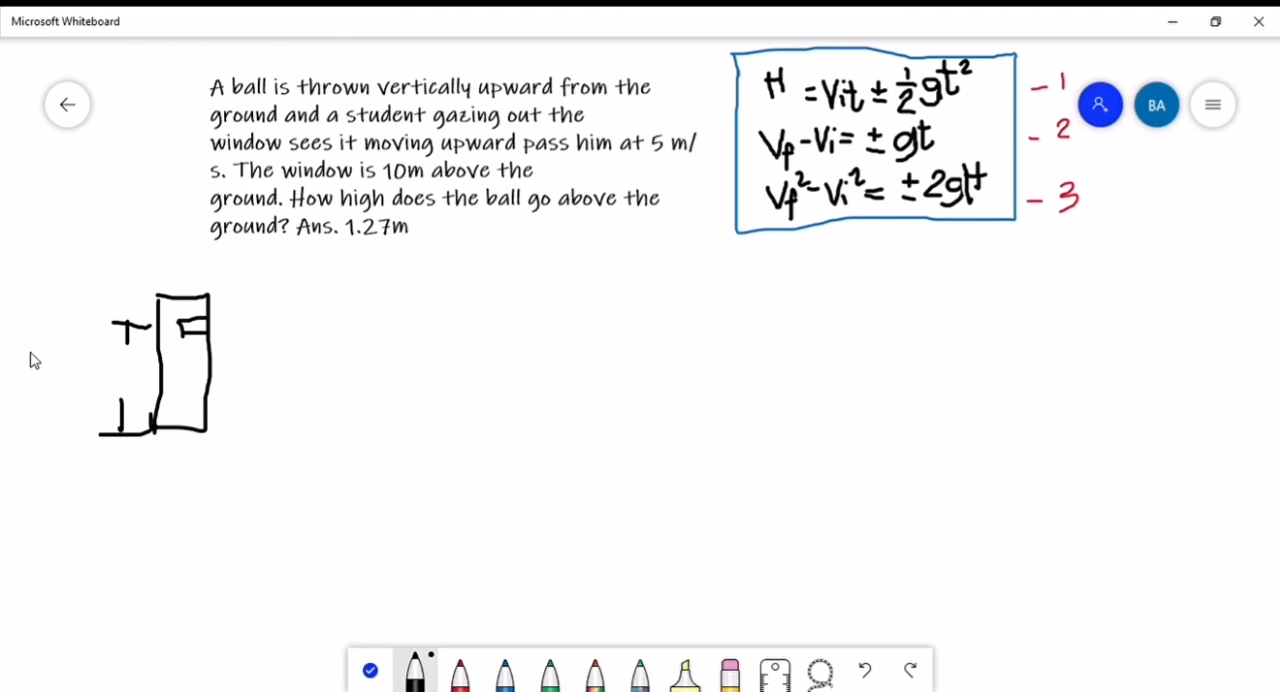 Microsoft Whiteboard
A ball is thrown vertically upward from the
ground and a student gazing out the
window sees it moving upward pass him at 5 m/
s. The window is 10m above the
ground. How high does the ball go above the
ground? Ans. 1.27m
H = Vit ± 1/2 gt² - 1
Vf - Vi = ± gt - 2
Vf² - Vi² = ± 2gH - 3
BA